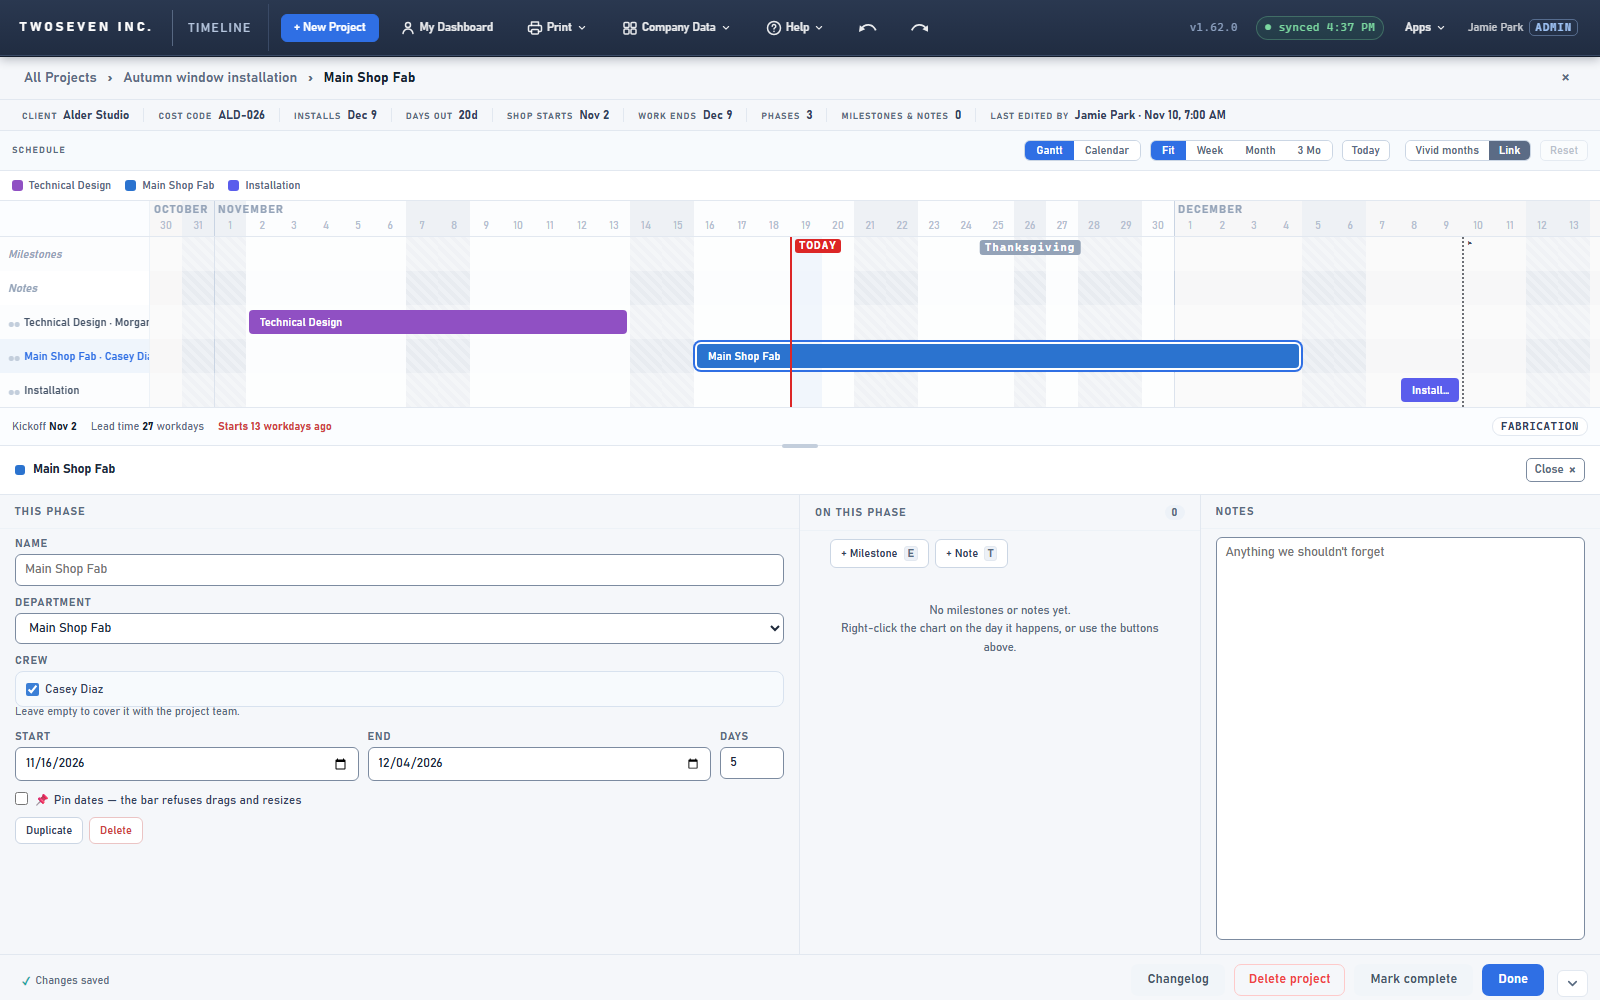 TWOSEVEN INC.
TIMELINE
+ New Project
My Dashboard
Print
Company Data
Help
v1.62.0
synced 4:37 PM
Apps
Jamie Park ADMIN
All Projects › Autumn window installation › Main Shop Fab ×
CLIENT Alder Studio
COST CODE ALD-026
INSTALLS Dec 9
DAYS OUT 20d
SHOP STARTS Nov 2
WORK ENDS Dec 9
PHASES 3
MILESTONES & NOTES 0
LAST EDITED BY Jamie Park · Nov 10, 7:00 AM
SCHEDULE
Gantt Calendar
Fit Week Month 3 Mo
Today
Vivid months Link
Reset
Technical Design
Main Shop Fab
Installation
OCTOBER NOVEMBER DECEMBER
30 31 1 2 3 4 5 6 7 8 9 10 11 12 13 14 15 16 17 18 19 20 21 22 23 24 25 26 27 28 29 30 1 2 3 4 5 6 7 8 9 10 11 12 13
Milestones
TODAY
Thanksgiving
Notes
Technical Design · Morgan
Technical Design
Main Shop Fab · Casey Dia
Main Shop Fab
Installation
Install...
Kickoff Nov 2
Lead time 27 workdays
Starts 13 workdays ago
FABRICATION
Main Shop Fab
Close ×
THIS PHASE
NAME
Main Shop Fab
DEPARTMENT
Main Shop Fab
CREW
Casey Diaz
Leave empty to cover it with the project team.
START END DAYS
11/16/2026 12/04/2026 5
Pin dates — the bar refuses drags and resizes
Duplicate Delete
ON THIS PHASE 0
+ Milestone E
+ Note T
No milestones or notes yet.
Right-click the chart on the day it happens, or use the buttons
above.
NOTES
Anything we shouldn't forget
✓ Changes saved
Changelog
Delete project
Mark complete
Done